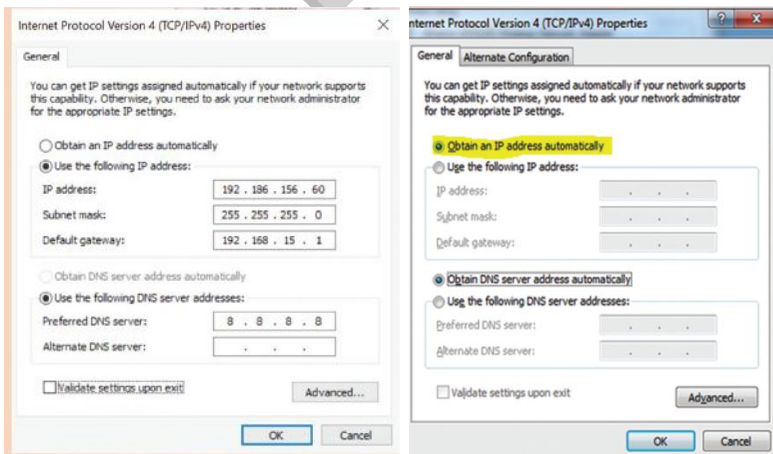 Internet Protocol Version 4 (TCP/IPv4) Properties
General
You can get IP settings assigned automatically if your network supports
this capability. Otherwise, you need to ask your network administrator
for the appropriate IP settings.
Obtain an IP address automatically
Use the following IP address:
IP address: 192 . 186 . 156 . 60
Subnet mask: 255 . 255 . 255 . 0
Default gateway: 192 . 168 . 15 . 1
Obtain DNS server address automatically
Use the following DNS server addresses:
Preferred DNS server: 8 . 8 . 8 . 8
Alternate DNS server: . . .
Validate settings upon exit
Advanced...
OK Cancel
nternet Protocol Version 4 (TCP/IPv4) Properties
General Alternate Configuration
You can get IP settings assigned automatically if your network supports
this capability. Otherwise, you need to ask your network administrator
for the appropriate IP settings.
Obtain an IP address automatically
Use the following IP address:
IP address: . . .
Subnet mask: . . .
Default gateway: . . .
Obtain DNS server address automatically
Use the following DNS server addresses:
Preferred DNS server: . . .
Alternate DNS server: . . .
Validate settings upon exit
Advanced...
OK Cancel